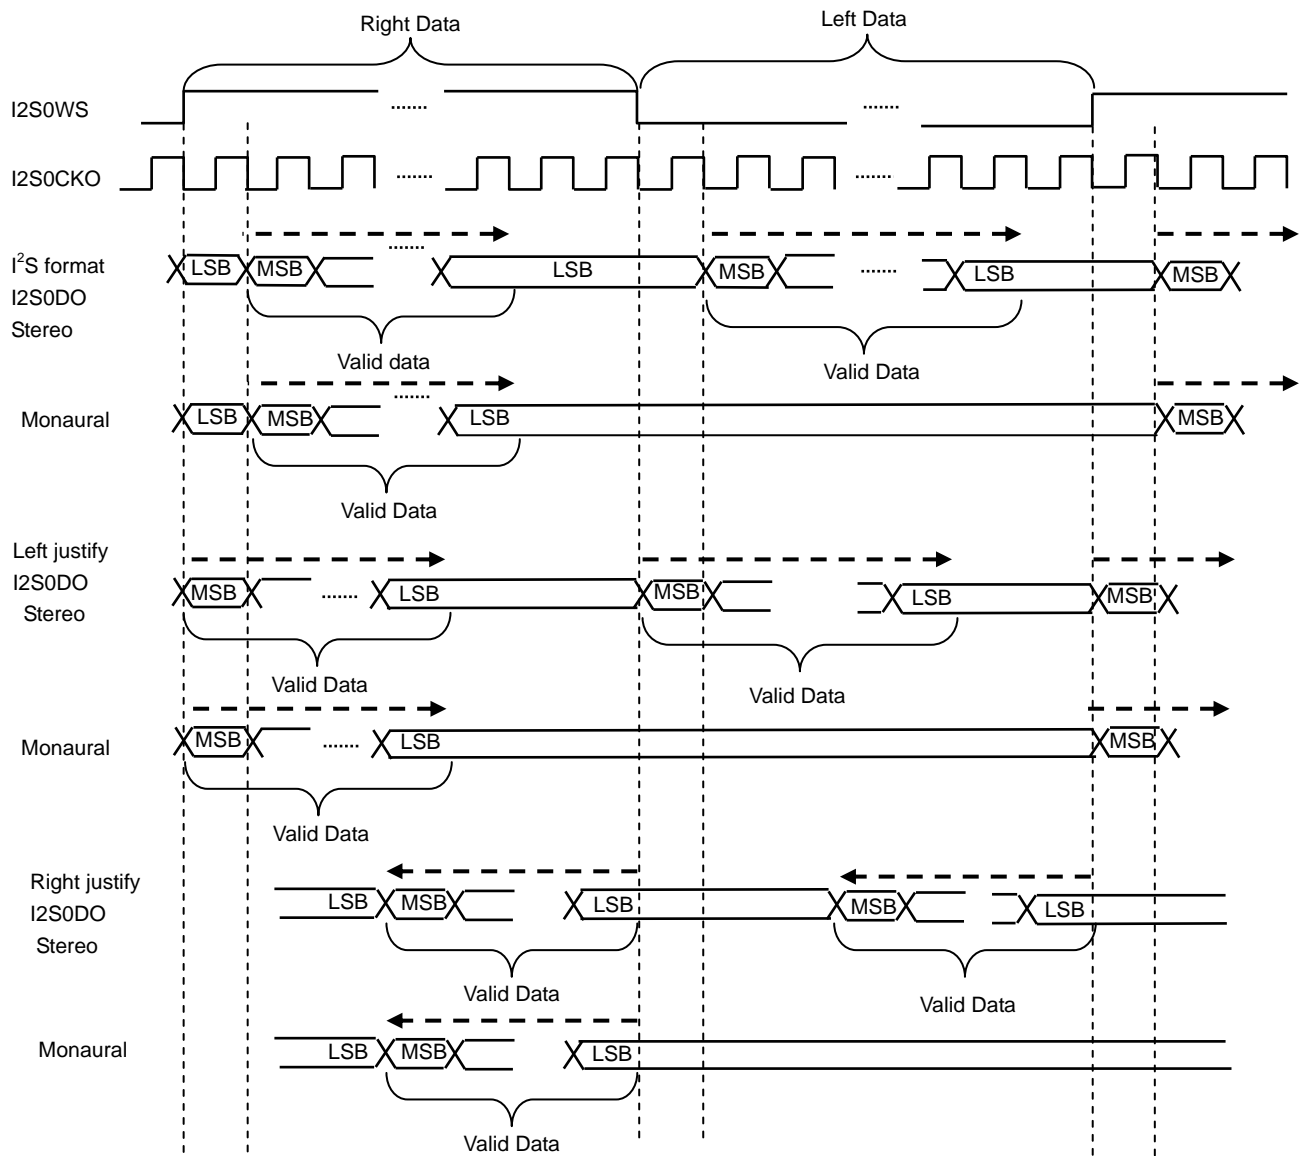 Right Data
Left Data
I2S0WS
........
........
I2S0CKO
........
........
I²S format
I2S0DO
Stereo
LSB
MSB
........
LSB
MSB
........
LSB
MSB
Valid data
Valid Data
Monaural
LSB
MSB
........
LSB
MSB
Valid Data
Left justify
I2S0DO
Stereo
MSB
........
LSB
MSB
LSB
MSB
Valid Data
Valid Data
Monaural
MSB
........
LSB
MSB
Valid Data
Right justify
I2S0DO
Stereo
LSB
MSB
LSB
MSB
LSB
Valid Data
Valid Data
Monaural
LSB
MSB
LSB
Valid Data